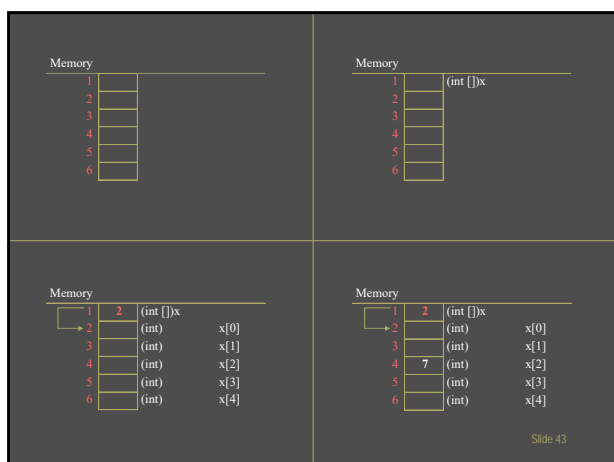 Memory
1
2
3
4
5
6
Memory
1 (int [])x
2
3
4
5
6
Memory
1 2 (int [])x
2 (int) x[0]
3 (int) x[1]
4 (int) x[2]
5 (int) x[3]
6 (int) x[4]
Memory
1 2 (int [])x
2 (int) x[0]
3 (int) x[1]
4 7 (int) x[2]
5 (int) x[3]
6 (int) x[4]
Slide 43